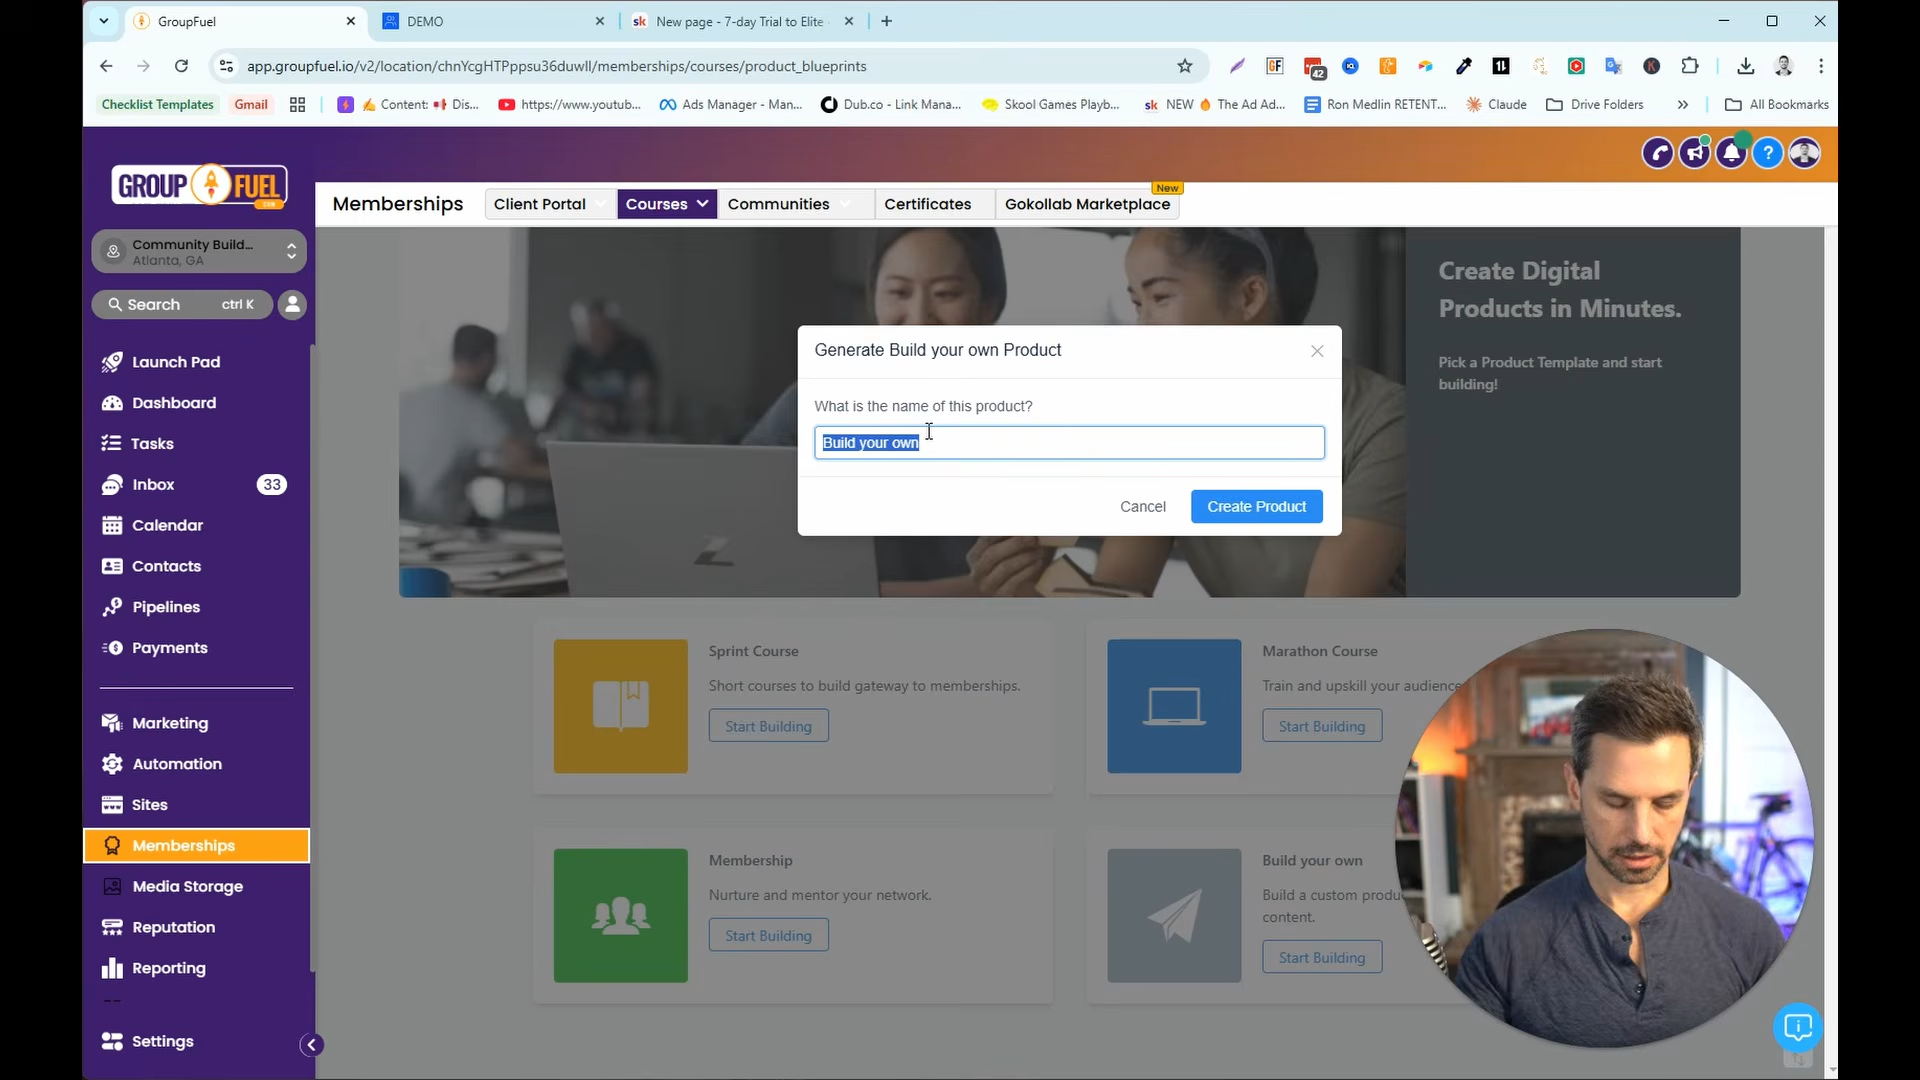 GroupFuel
DEMO
sk New page - 7-day Trial to Elite
app.groupfuel.io/v2/location/chnYcgHTPppsu36duwll/memberships/courses/product_blueprints
GF
42
K
Checklist Templates
Gmail
Content: Dis...
https://www.youtub...
Ads Manager - Man...
Dub.co - Link Mana...
Skool Games Playb...
sk NEW 🔥 The Ad Ad...
Ron Medlin RETENT...
Claude
Drive Folders
All Bookmarks
GROUP FUEL
Community Build...
Atlanta, GA
Search ctrl K
Launch Pad
Dashboard
Tasks
Inbox 33
Calendar
Contacts
Pipelines
Payments
Marketing
Automation
Sites
Memberships
Media Storage
Reputation
Reporting
Settings
Memberships
Client Portal
Courses
Communities
Certificates
Gokollab Marketplace
New
Create Digital
Products in Minutes.
Pick a Product Template and start
building!
Generate Build your own Product
What is the name of this product?
Build your own
Cancel
Create Product
Sprint Course
Short courses to build gateway to memberships.
Start Building
Marathon Course
Train and upskill your audience
Start Building
Membership
Nurture and mentor your network.
Start Building
Build your own
Build a custom produc
content.
Start Building